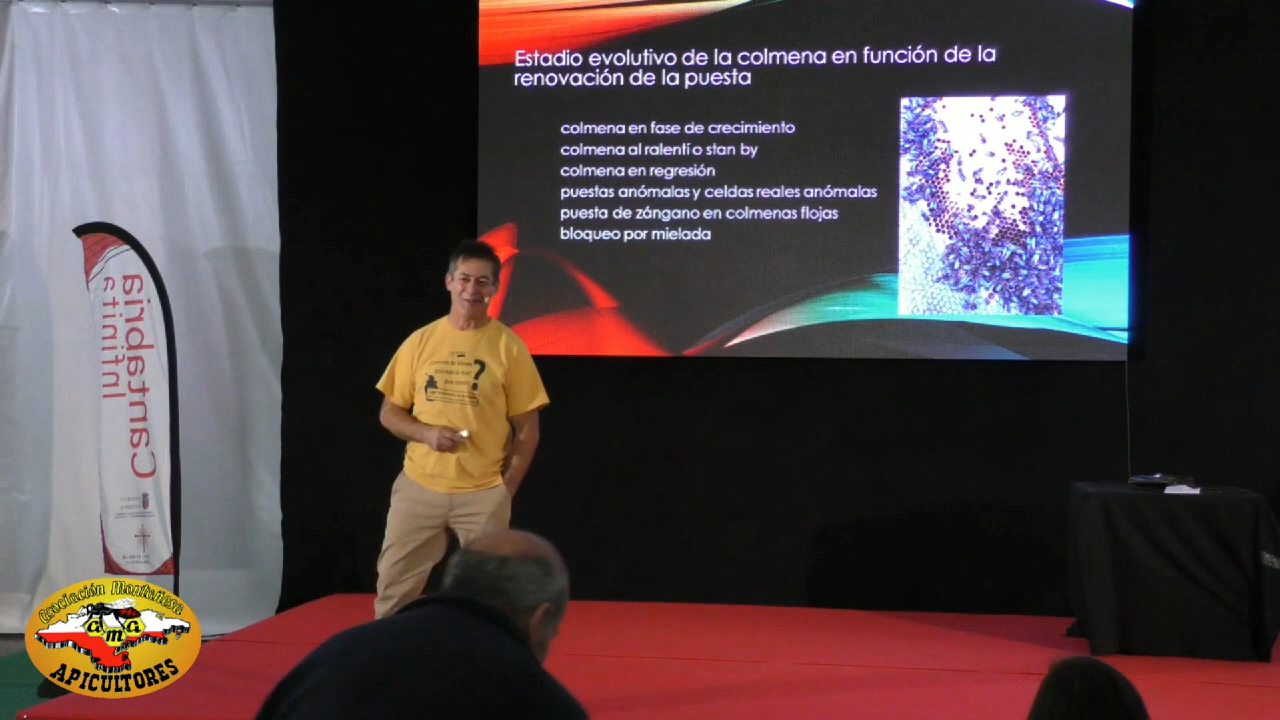 Estadio evolutivo de la colmena en función de la
renovación de la puesta
colmena en fase de crecimiento
colmena al ralentí o stan by
colmena en regresión
puestas anómalas y celdas reales anómalas
puesta de zángano en colmenas flojas
bloqueo por mielada
Cantabria
Infinita
?
Asociación Montañesa
AMA
APICULTORES